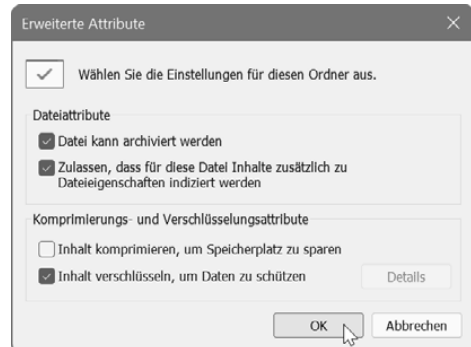 Erweiterte Attribute
Wählen Sie die Einstellungen für diesen Ordner aus.
Dateiattribute
Datei kann archiviert werden
Zulassen, dass für diese Datei Inhalte zusätzlich zu
Dateieigenschaften indiziert werden
Komprimierungs- und Verschlüsselungsattribute
Inhalt komprimieren, um Speicherplatz zu sparen
Inhalt verschlüsseln, um Daten zu schützen
Details
OK
Abbrechen